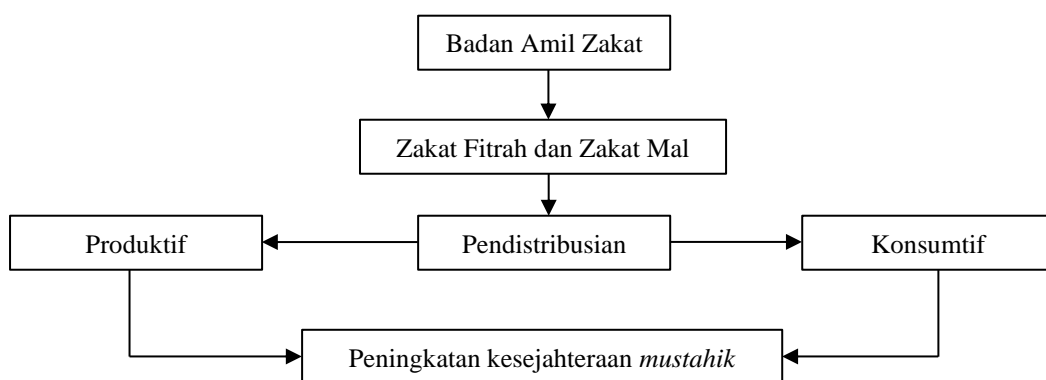 Badan Amil Zakat
Zakat Fitrah dan Zakat Mal
Produktif
Pendistribusian
Konsumtif
Peningkatan kesejahteraan mustahik